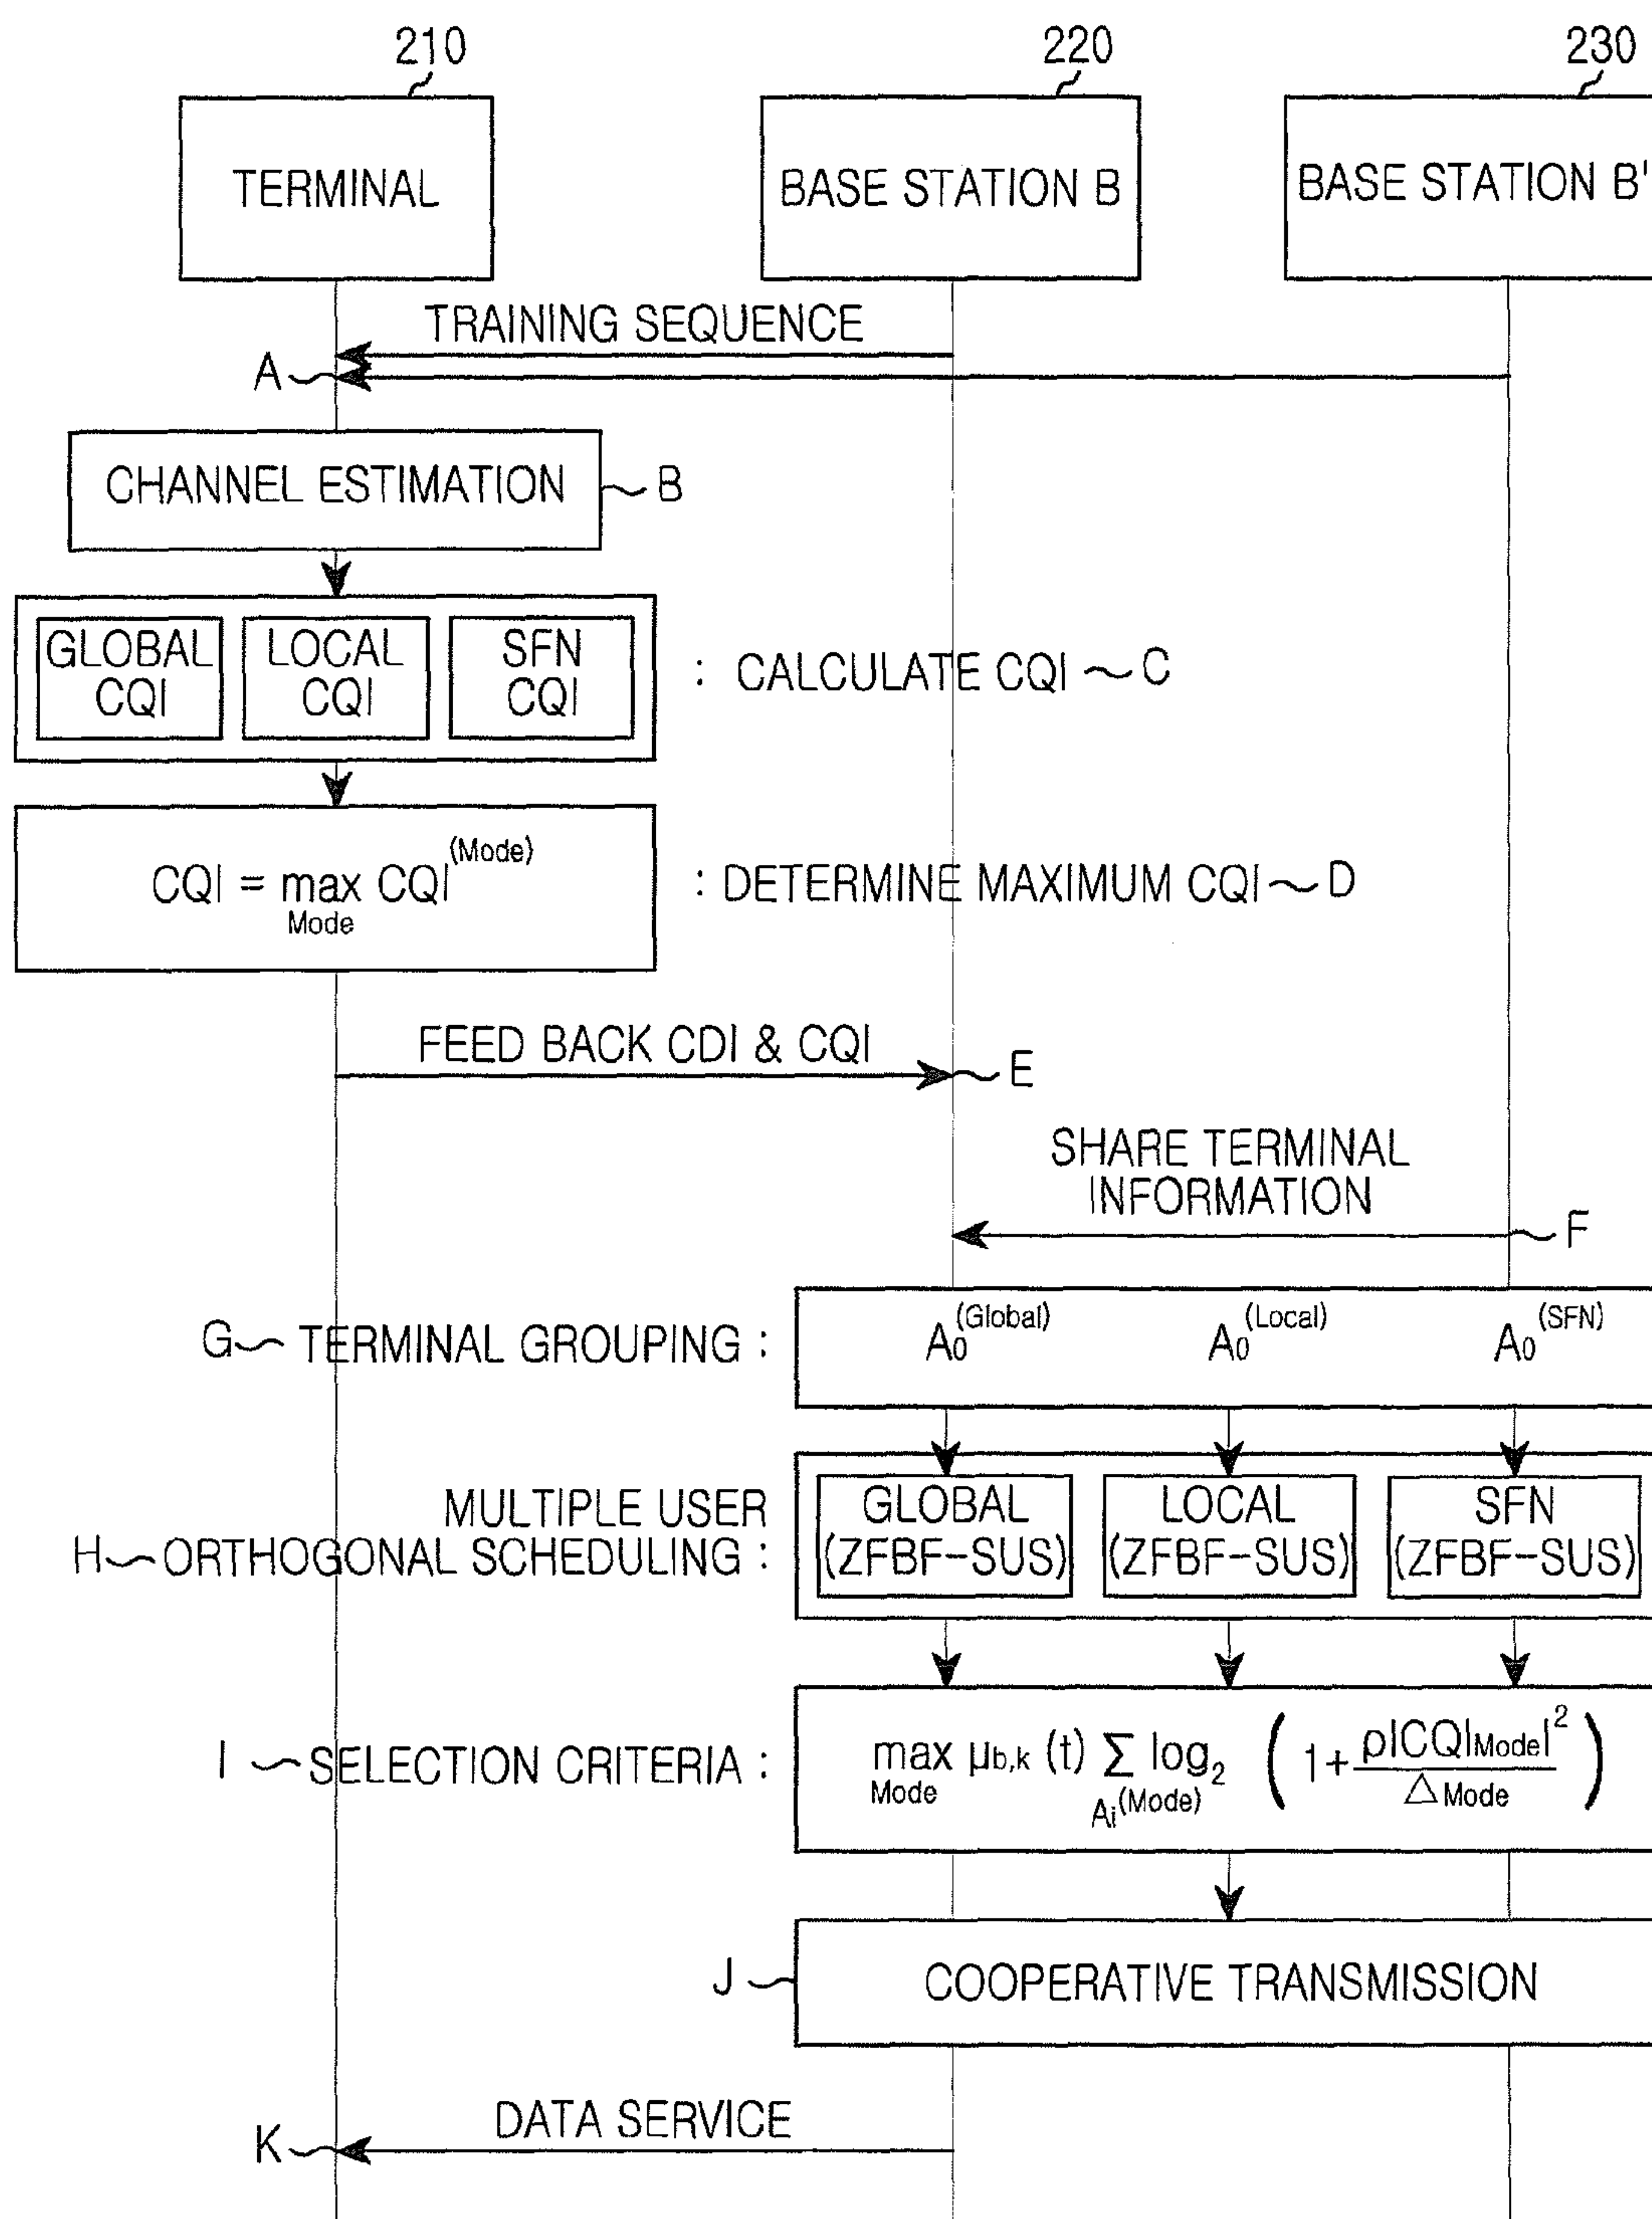 210
220
230
TERMINAL
BASE STATION B
BASE STATION B'
TRAINING SEQUENCE
A
CHANNEL ESTIMATION
B
GLOBAL
CQI
LOCAL
CQI
SFN
CQI
: CALCULATE CQI ~ C
CQI = max CQI (Mode)
Mode
: DETERMINE MAXIMUM CQI ~ D
FEED BACK CDI & CQI
E
SHARE TERMINAL
INFORMATION
F
G ~ TERMINAL GROUPING :
A0 (Global)
A0 (Local)
A0 (SFN)
MULTIPLE USER
H ~ ORTHOGONAL SCHEDULING :
GLOBAL
(ZFBF-SUS)
LOCAL
(ZFBF-SUS)
SFN
(ZFBF-SUS)
I ~ SELECTION CRITERIA :
max μb,k (t) Σ log2 ( 1+ ρ|CQIModel|2 / △Mode )
Mode
Ai(Mode)
J
COOPERATIVE TRANSMISSION
DATA SERVICE
K